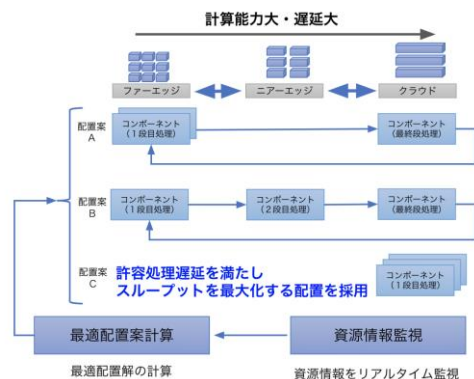 計算能力大・遅延大
ファーエッジ
ニアーエッジ
クラウド
配置案
A
コンポーネント
(1段目処理)
コンポーネント
(最終段処理)
配置案
B
コンポーネント
(1段目処理)
コンポーネント
(2段目処理)
コンポーネント
(最終段処理)
配置案
C
許容処理遅延を満たし
スループットを最大化する配置を採用
コンポーネント
(1段目処理)
最適配置案計算
資源情報監視
最適配置解の計算
資源情報をリアルタイム監視